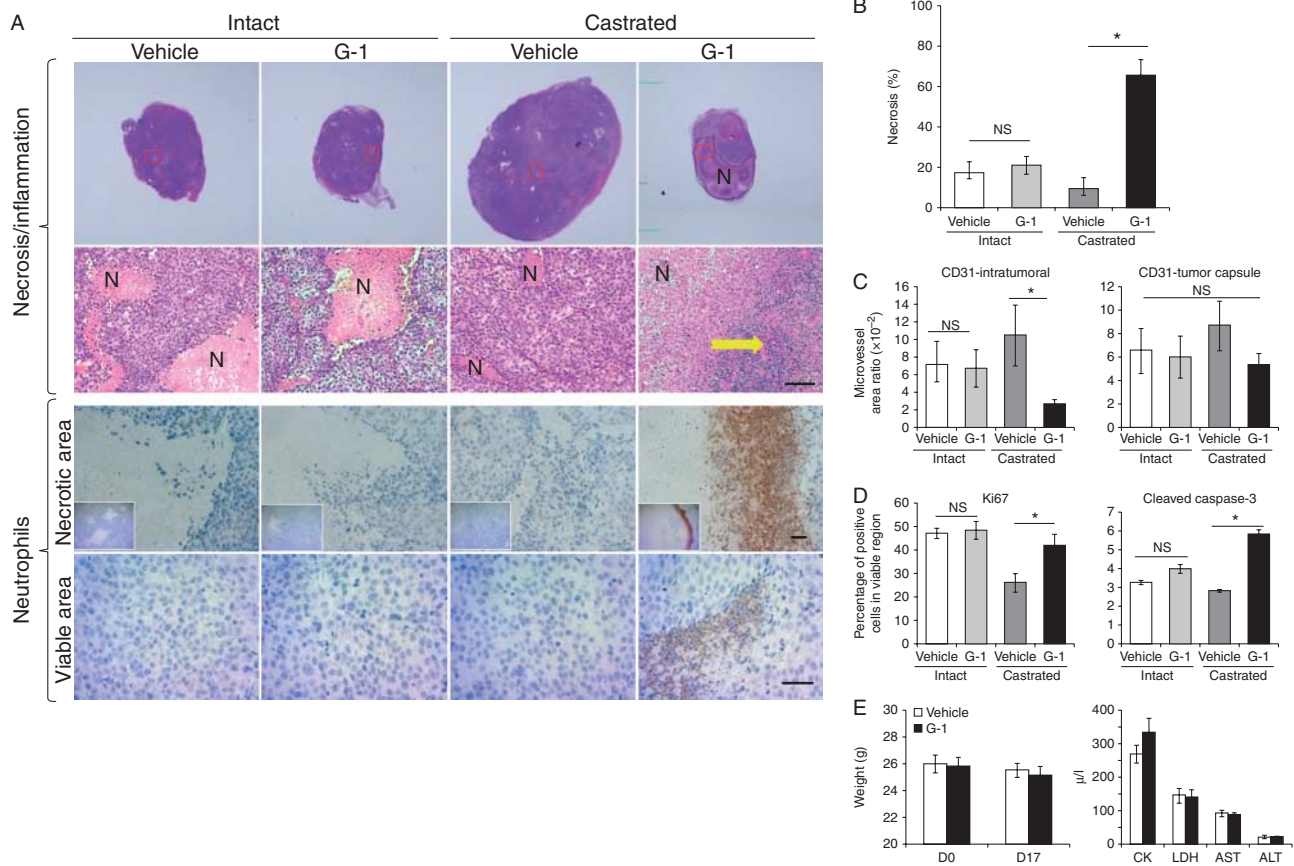 A
Intact
Castrated
Vehicle
G-1
Vehicle
G-1
Necrosis/inflammation
N
N
N
N
N
N
N
Neutrophils
Necrotic area
Viable area
B
Necrosis (%)
100
80
60
40
20
0
NS
*
Vehicle
G-1
Vehicle
G-1
Intact
Castrated
C
CD31-intratumoral
Microvessel
area ratio (×10⁻²)
16
14
12
10
8
6
4
2
0
NS
*
Vehicle
G-1
Vehicle
G-1
Intact
Castrated
CD31-tumor capsule
12
10
8
6
4
2
0
NS
Vehicle
G-1
Vehicle
G-1
Intact
Castrated
D
Ki67
Percentage of positive
cells in viable region
60
50
40
30
20
10
0
NS
*
Vehicle
G-1
Vehicle
G-1
Intact
Castrated
Cleaved caspase-3
7
6
5
4
3
2
1
0
NS
*
Vehicle
G-1
Vehicle
G-1
Intact
Castrated
E
Weight (g)
30
28
26
24
22
20
Vehicle
G-1
D0
D17
μ/l
400
300
200
100
0
CK
LDH
AST
ALT